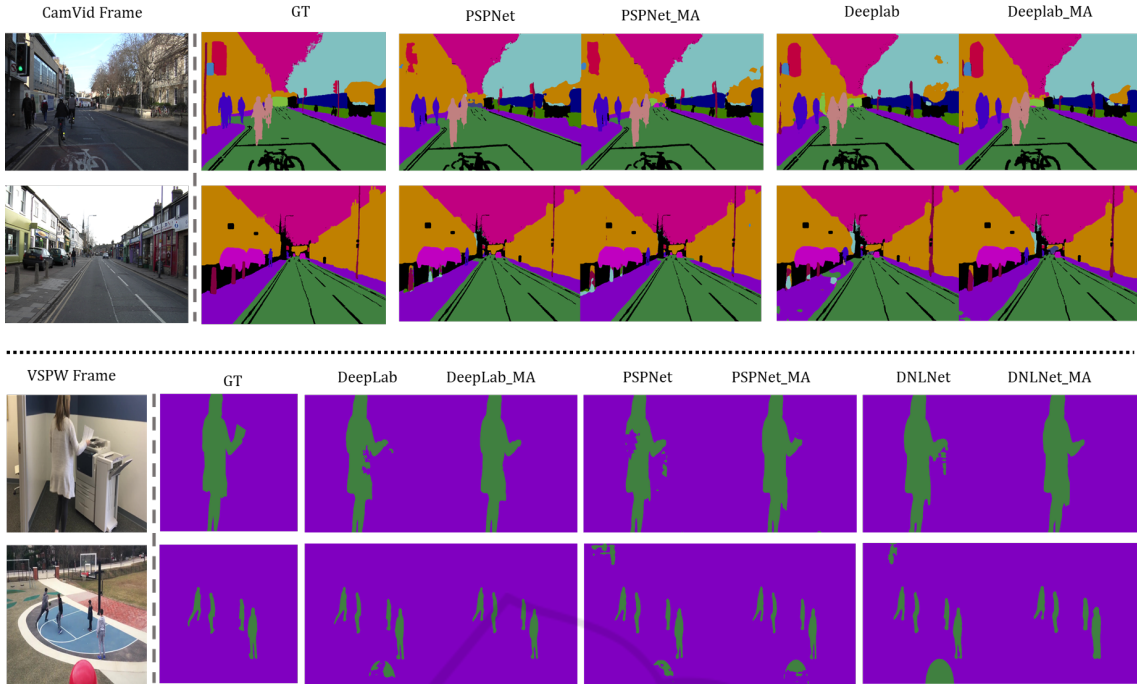 CamVid Frame GT PSPNet PSPNet_MA Deeplab Deeplab_MA
VSPW Frame GT DeepLab DeepLab_MA PSPNet PSPNet_MA DNLNet DNLNet_MA